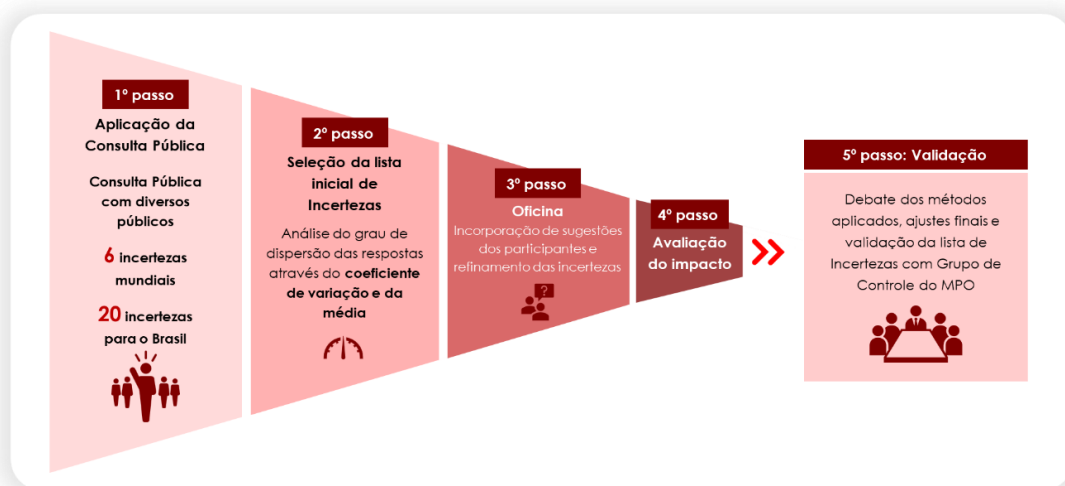 1º passo
Aplicação da
Consulta Pública
Consulta Pública
com diversos
públicos
6 incertezas
mundiais
20 incertezas
para o Brasil
2º passo
Seleção da lista
inicial de
Incertezas
Análise do grau de
dispersão das respostas
através do coeficiente
de variação e da
média
3º passo
Oficina
Incorporação de sugestões
dos participantes e
refinamento das incertezas
?
4º passo
Avaliação
do impacto
5º passo: Validação
Debate dos métodos
aplicados, ajustes finais e
validação da lista de
Incertezas com Grupo de
Controle do MPO